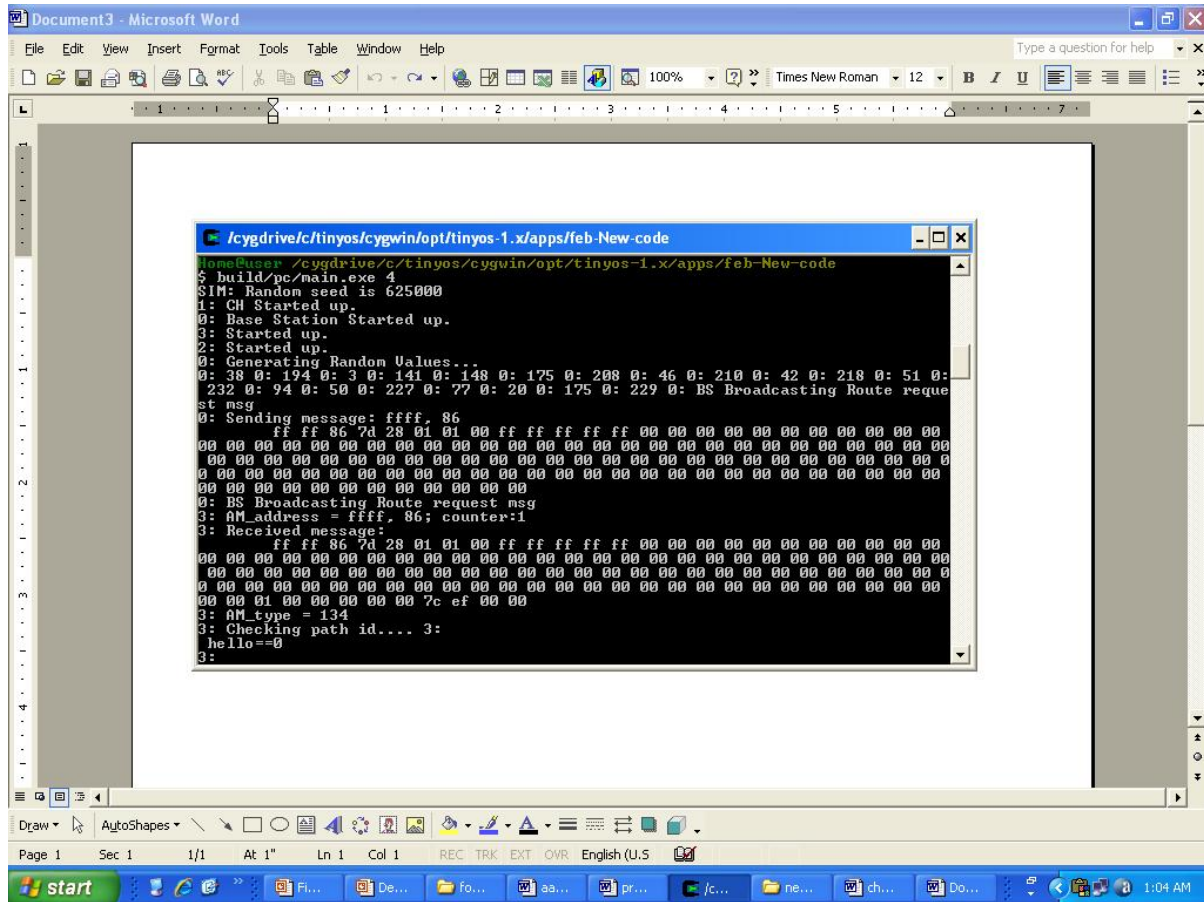 Document3 - Microsoft Word
File Edit View Insert Format Tools Table Window Help
Type a question for help
100%
Times New Roman
12
B I U
1 1 2 3 4 5 7
/cygdrive/c/tinyos/cygwin/opt/tinyos-1.x/apps/feb-New-code
Home@user /cygdrive/c/tinyos/cygwin/opt/tinyos-1.x/apps/feb-New-code
$ build/pc/main.exe 4
SIM: Random seed is 625000
1: CH Started up.
0: Base Station Started up.
3: Started up.
2: Started up.
0: Generating Random Values...
0: 38 0: 194 0: 3 0: 141 0: 148 0: 175 0: 208 0: 46 0: 210 0: 42 0: 218 0: 51 0:
232 0: 94 0: 50 0: 227 0: 77 0: 20 0: 175 0: 229 0: BS Broadcasting Route reque
st msg
0: Sending message: ffff, 86
ff ff 86 7d 28 01 01 00 ff ff ff ff ff 00 00 00 00 00 00 00 00 00 00 00
00 00 00 00 00 00 00 00 00 00 00 00 00 00 00 00 00 00 00 00 00 00 00 00 00 00 00
00 00 00 00 00 00 00 00 00 00 00 00 00 00 00 00 00 00 00 00 00 00 00 00 00 00 0
0 00 00 00 00 00 00 00 00 00 00 00 00 00 00 00 00 00 00 00 00 00 00 00 00 00 00
00 00 00 00 00 00 00 00 00 00 00 00
0: BS Broadcasting Route request msg
3: AM_address = ffff, 86; counter:1
3: Received message:
ff ff 86 7d 28 01 01 00 ff ff ff ff ff 00 00 00 00 00 00 00 00 00 00 00
00 00 00 00 00 00 00 00 00 00 00 00 00 00 00 00 00 00 00 00 00 00 00 00 00 00 00
00 00 00 00 00 00 00 00 00 00 00 00 00 00 00 00 00 00 00 00 00 00 00 00 00 00 0
0 00 00 00 00 00 00 00 00 00 00 00 00 00 00 00 00 00 00 00 00 00 00 00 00 00 00
00 00 01 00 00 00 00 00 7c ef 00 00
3: AM_type = 134
3: Checking path id.... 3:
hello==0
3:
Draw AutoShapes
Page 1 Sec 1 1/1 At 1" Ln 1 Col 1 REC TRK EXT OVR English (U.S
start Fi... De... fo... aa... pr... /c... ne... ch... Do... 1:04 AM